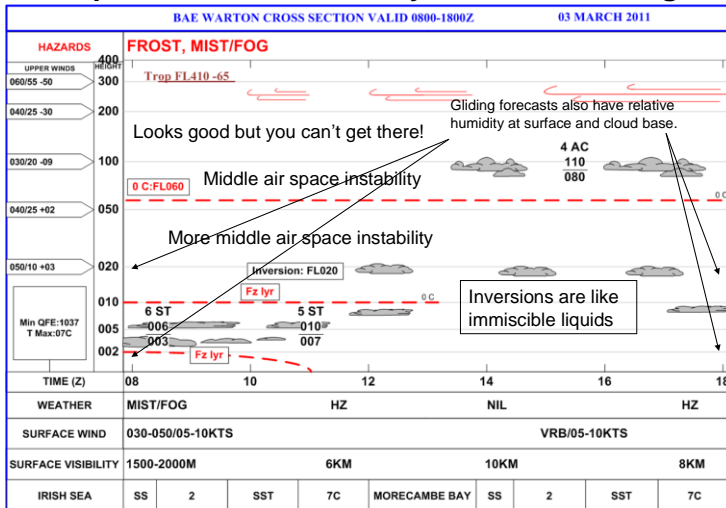 BAE WARTON CROSS SECTION VALID 0800-1800Z 03 MARCH 2011
HAZARDS FROST, MIST/FOG
UPPER WINDS HEIGHT 400
060/55 -50 300 Trop FL410 -65
040/25 -30 200
Gliding forecasts also have relative
humidity at surface and cloud base.
Looks good but you can't get there!
4 AC
110
080
030/20 -09 100
Middle air space instability
0 C:FL060
0 C
040/25 +02 050
More middle air space instability
050/10 +03 020
Inversion: FL020
Fz lyr
0 C
010
Inversions are like
immiscible liquids
Min QFE:1037
T Max:07C
6 ST
006
003
5 ST
010
007
005
002
Fz lyr
TIME (Z) 08 10 12 14 16 18
WEATHER MIST/FOG HZ NIL HZ
SURFACE WIND 030-050/05-10KTS VRB/05-10KTS
SURFACE VISIBILITY 1500-2000M 6KM 10KM 8KM
IRISH SEA SS 2 SST 7C MORECAMBE BAY SS 2 SST 7C